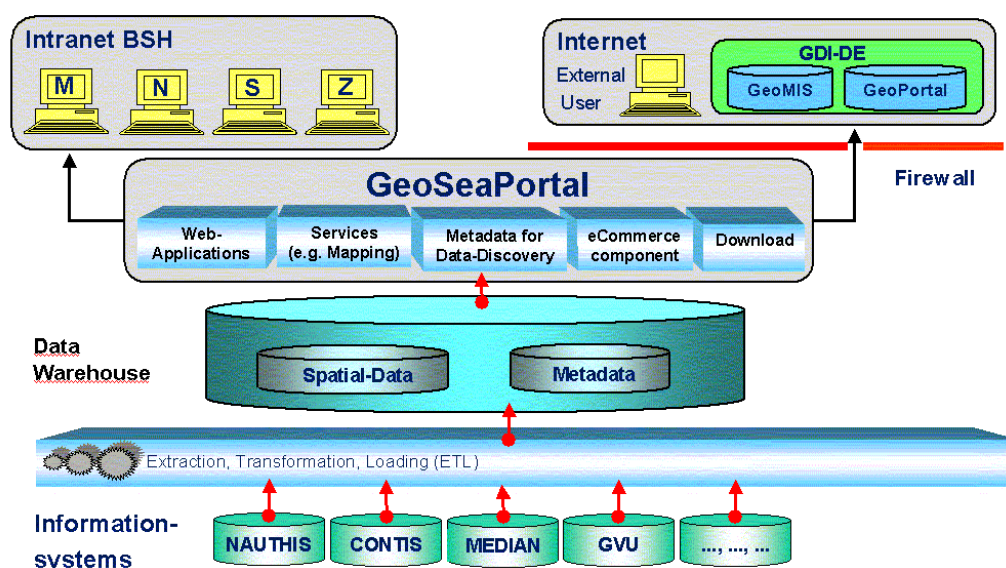 Intranet BSH
M
N
S
Z
Internet
External
User
GDI-DE
GeoMIS
GeoPortal
Firewall
GeoSeaPortal
Web-
Applications
Services
(e.g. Mapping)
Metadata for
Data-Discovery
eCommerce
component
Download
Data
Warehouse
Spatial-Data
Metadata
Extraction, Transformation, Loading (ETL)
Information-
systems
NAUTHIS
CONTIS
MEDIAN
GVU
..., ..., ...